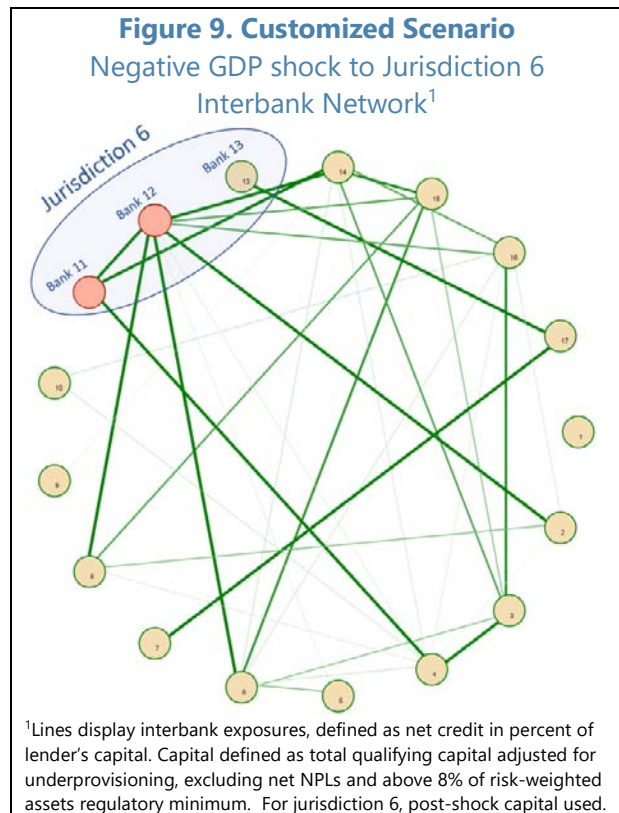 Figure 9. Customized Scenario
Negative GDP shock to Jurisdiction 6
Interbank Network1
Jurisdiction 6
Bank 13
13
14
Bank 12
15
16
Bank 11
17
10
1
9
2
8
3
7
4
6
5
1Lines display interbank exposures, defined as net credit in percent of
lender's capital. Capital defined as total qualifying capital adjusted for
underprovisioning, excluding net NPLs and above 8% of risk-weighted
assets regulatory minimum. For jurisdiction 6, post-shock capital used.